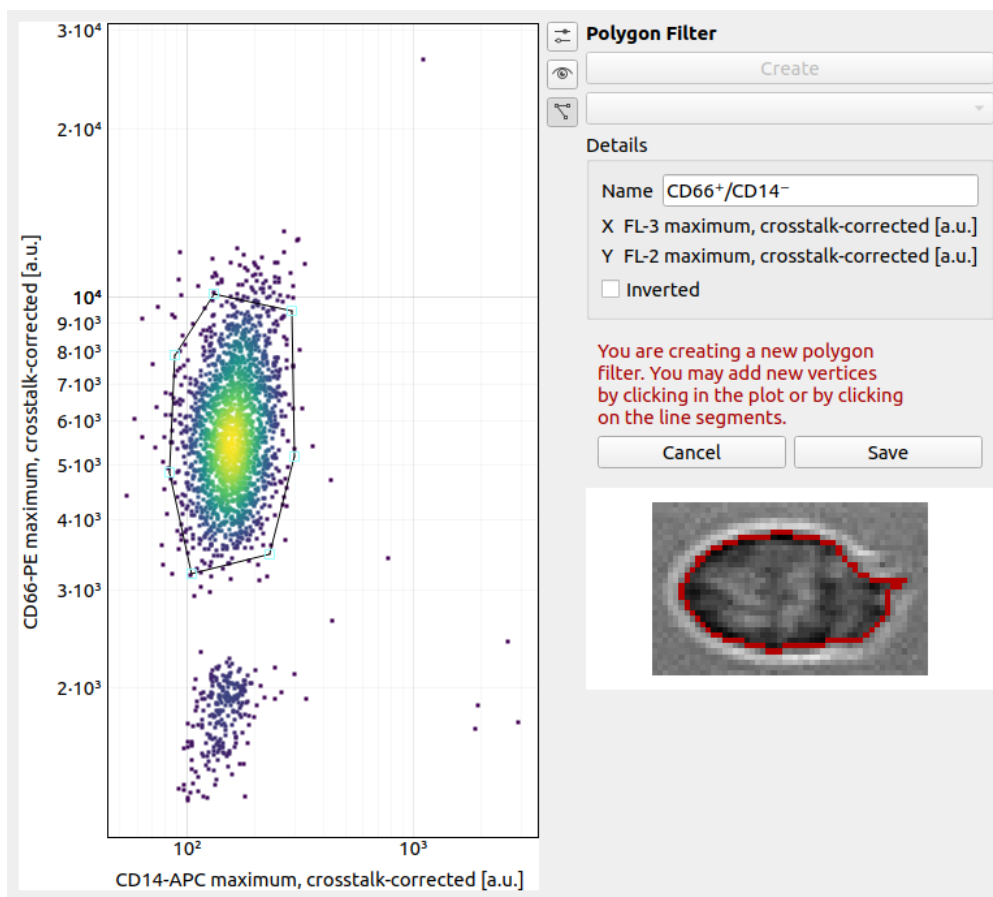 3·10⁴
2·10⁴
10⁴
9·10³
8·10³
7·10³
6·10³
5·10³
4·10³
3·10³
2·10³
CD66-PE maximum, crosstalk-corrected [a.u.]
10² 10³
CD14-APC maximum, crosstalk-corrected [a.u.]
Polygon Filter
Create
Details
Name CD66⁺/CD14⁻
X FL-3 maximum, crosstalk-corrected [a.u.]
Y FL-2 maximum, crosstalk-corrected [a.u.]
Inverted
You are creating a new polygon
filter. You may add new vertices
by clicking in the plot or by clicking
on the line segments.
Cancel Save